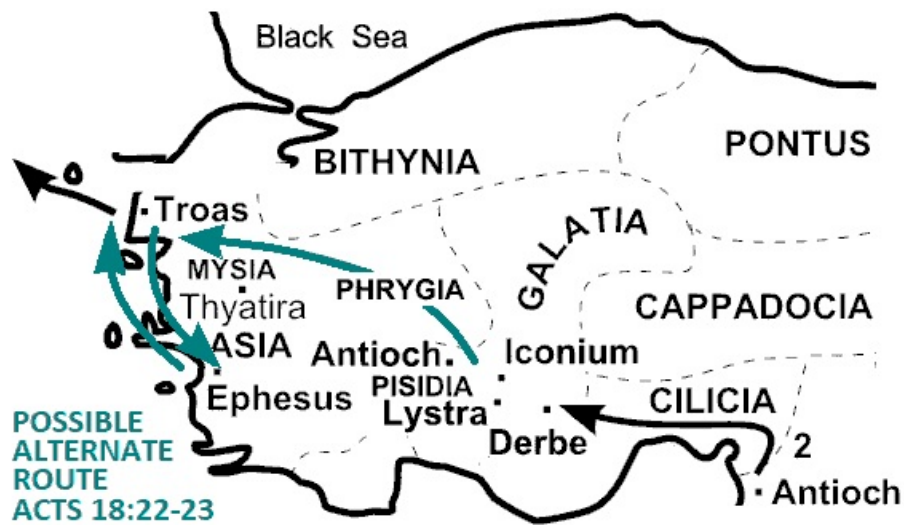 Black Sea
BITHYNIA
PONTUS
Troas
GALATIA
MYSIA
Thyatira
PHRYGIA
CAPPADOCIA
ASIA
Antioch
Iconium
Ephesus
PISIDIA
Lystra
CILICIA
Derbe
2
Antioch
POSSIBLE
ALTERNATE
ROUTE
ACTS 18:22-23